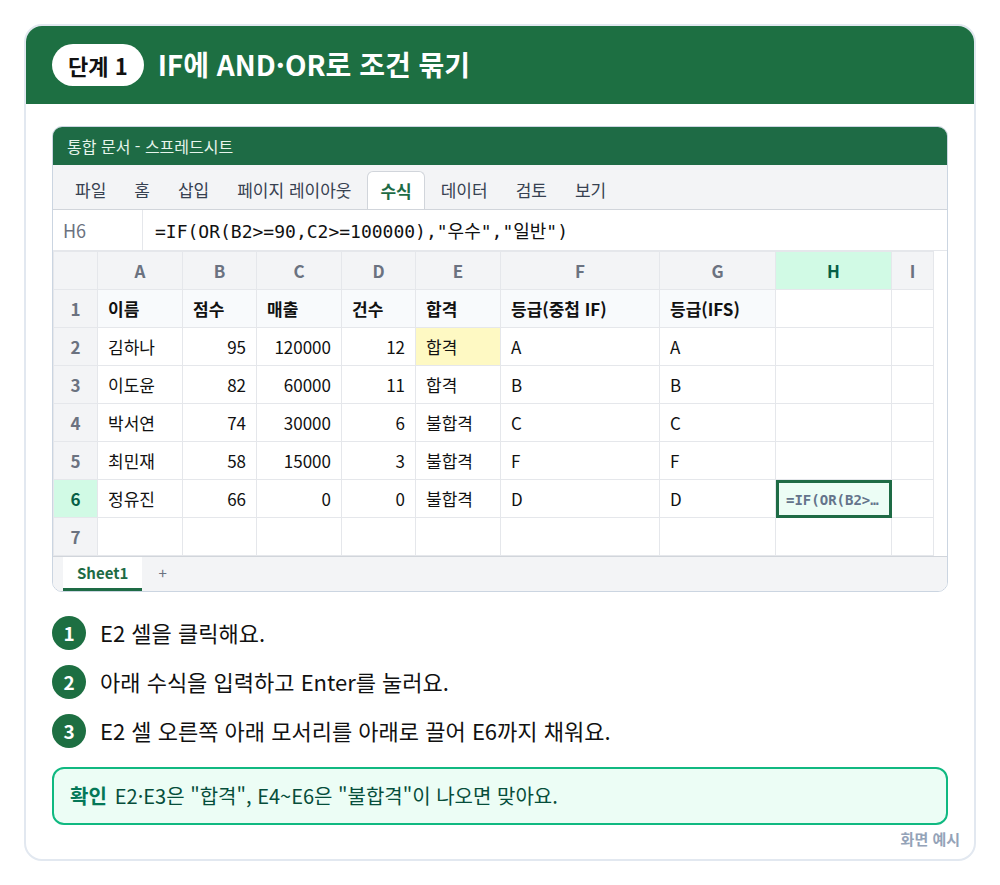 단계 1 IF에 AND·OR로 조건 묶기
통합 문서 - 스프레드시트
파일 홈 삽입 페이지 레이아웃 수식 데이터 검토 보기
H6 =IF(OR(B2>=90,C2>=100000),"우수","일반")
A B C D E F G H I
1 이름 점수 매출 건수 합격 등급(중첩 IF) 등급(IFS)
2 김하나 95 120000 12 합격 A A
3 이도윤 82 60000 11 합격 B B
4 박서연 74 30000 6 불합격 C C
5 최민재 58 15000 3 불합격 F F
6 정유진 66 0 0 불합격 D D =IF(OR(B2>…
7
Sheet1 +
1 E2 셀을 클릭해요.
2 아래 수식을 입력하고 Enter를 눌러요.
3 E2 셀 오른쪽 아래 모서리를 아래로 끌어 E6까지 채워요.
확인 E2·E3은 "합격", E4~E6은 "불합격"이 나오면 맞아요.
화면 예시